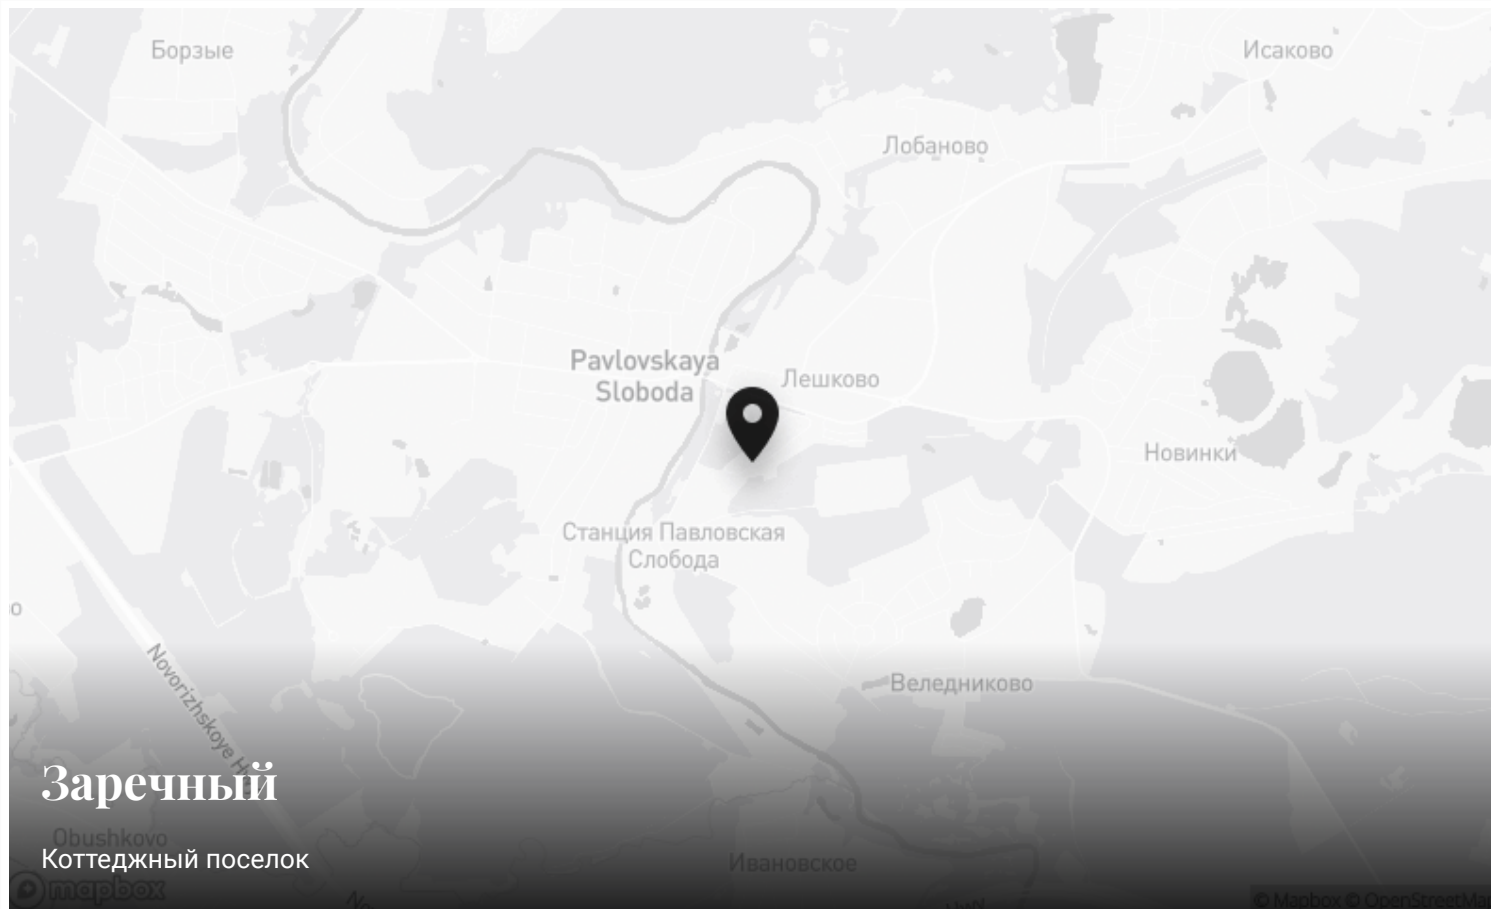 Борзые
Исаково
Лобаново
Pavlovskaya
Sloboda
Лешково
Новинки
Станция Павловская
Слобода
Novorizhskoye
Веледниково
Заречный
Obushkovo
Коттеджный поселок
Ивановское
mapbox
© Mapbox © OpenStreetMap